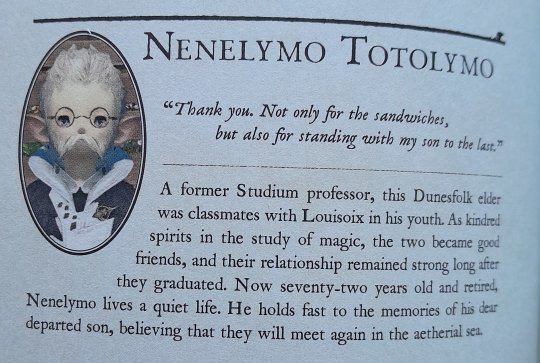 NENELYMO TOTOLYMO
“Thank you. Not only for the sandwiches,
but also for standing with my son to the last.”
A former Studium professor, this Dunesfolk elder
was classmates with Louisoix in his youth. As kindred
spirits in the study of magic, the two became good
friends, and their relationship remained strong long after
they graduated. Now seventy-two years old and retired,
Nenelymo lives a quiet life. He holds fast to the memories of his dear
departed son, believing that they will meet again in the aetherial sea.